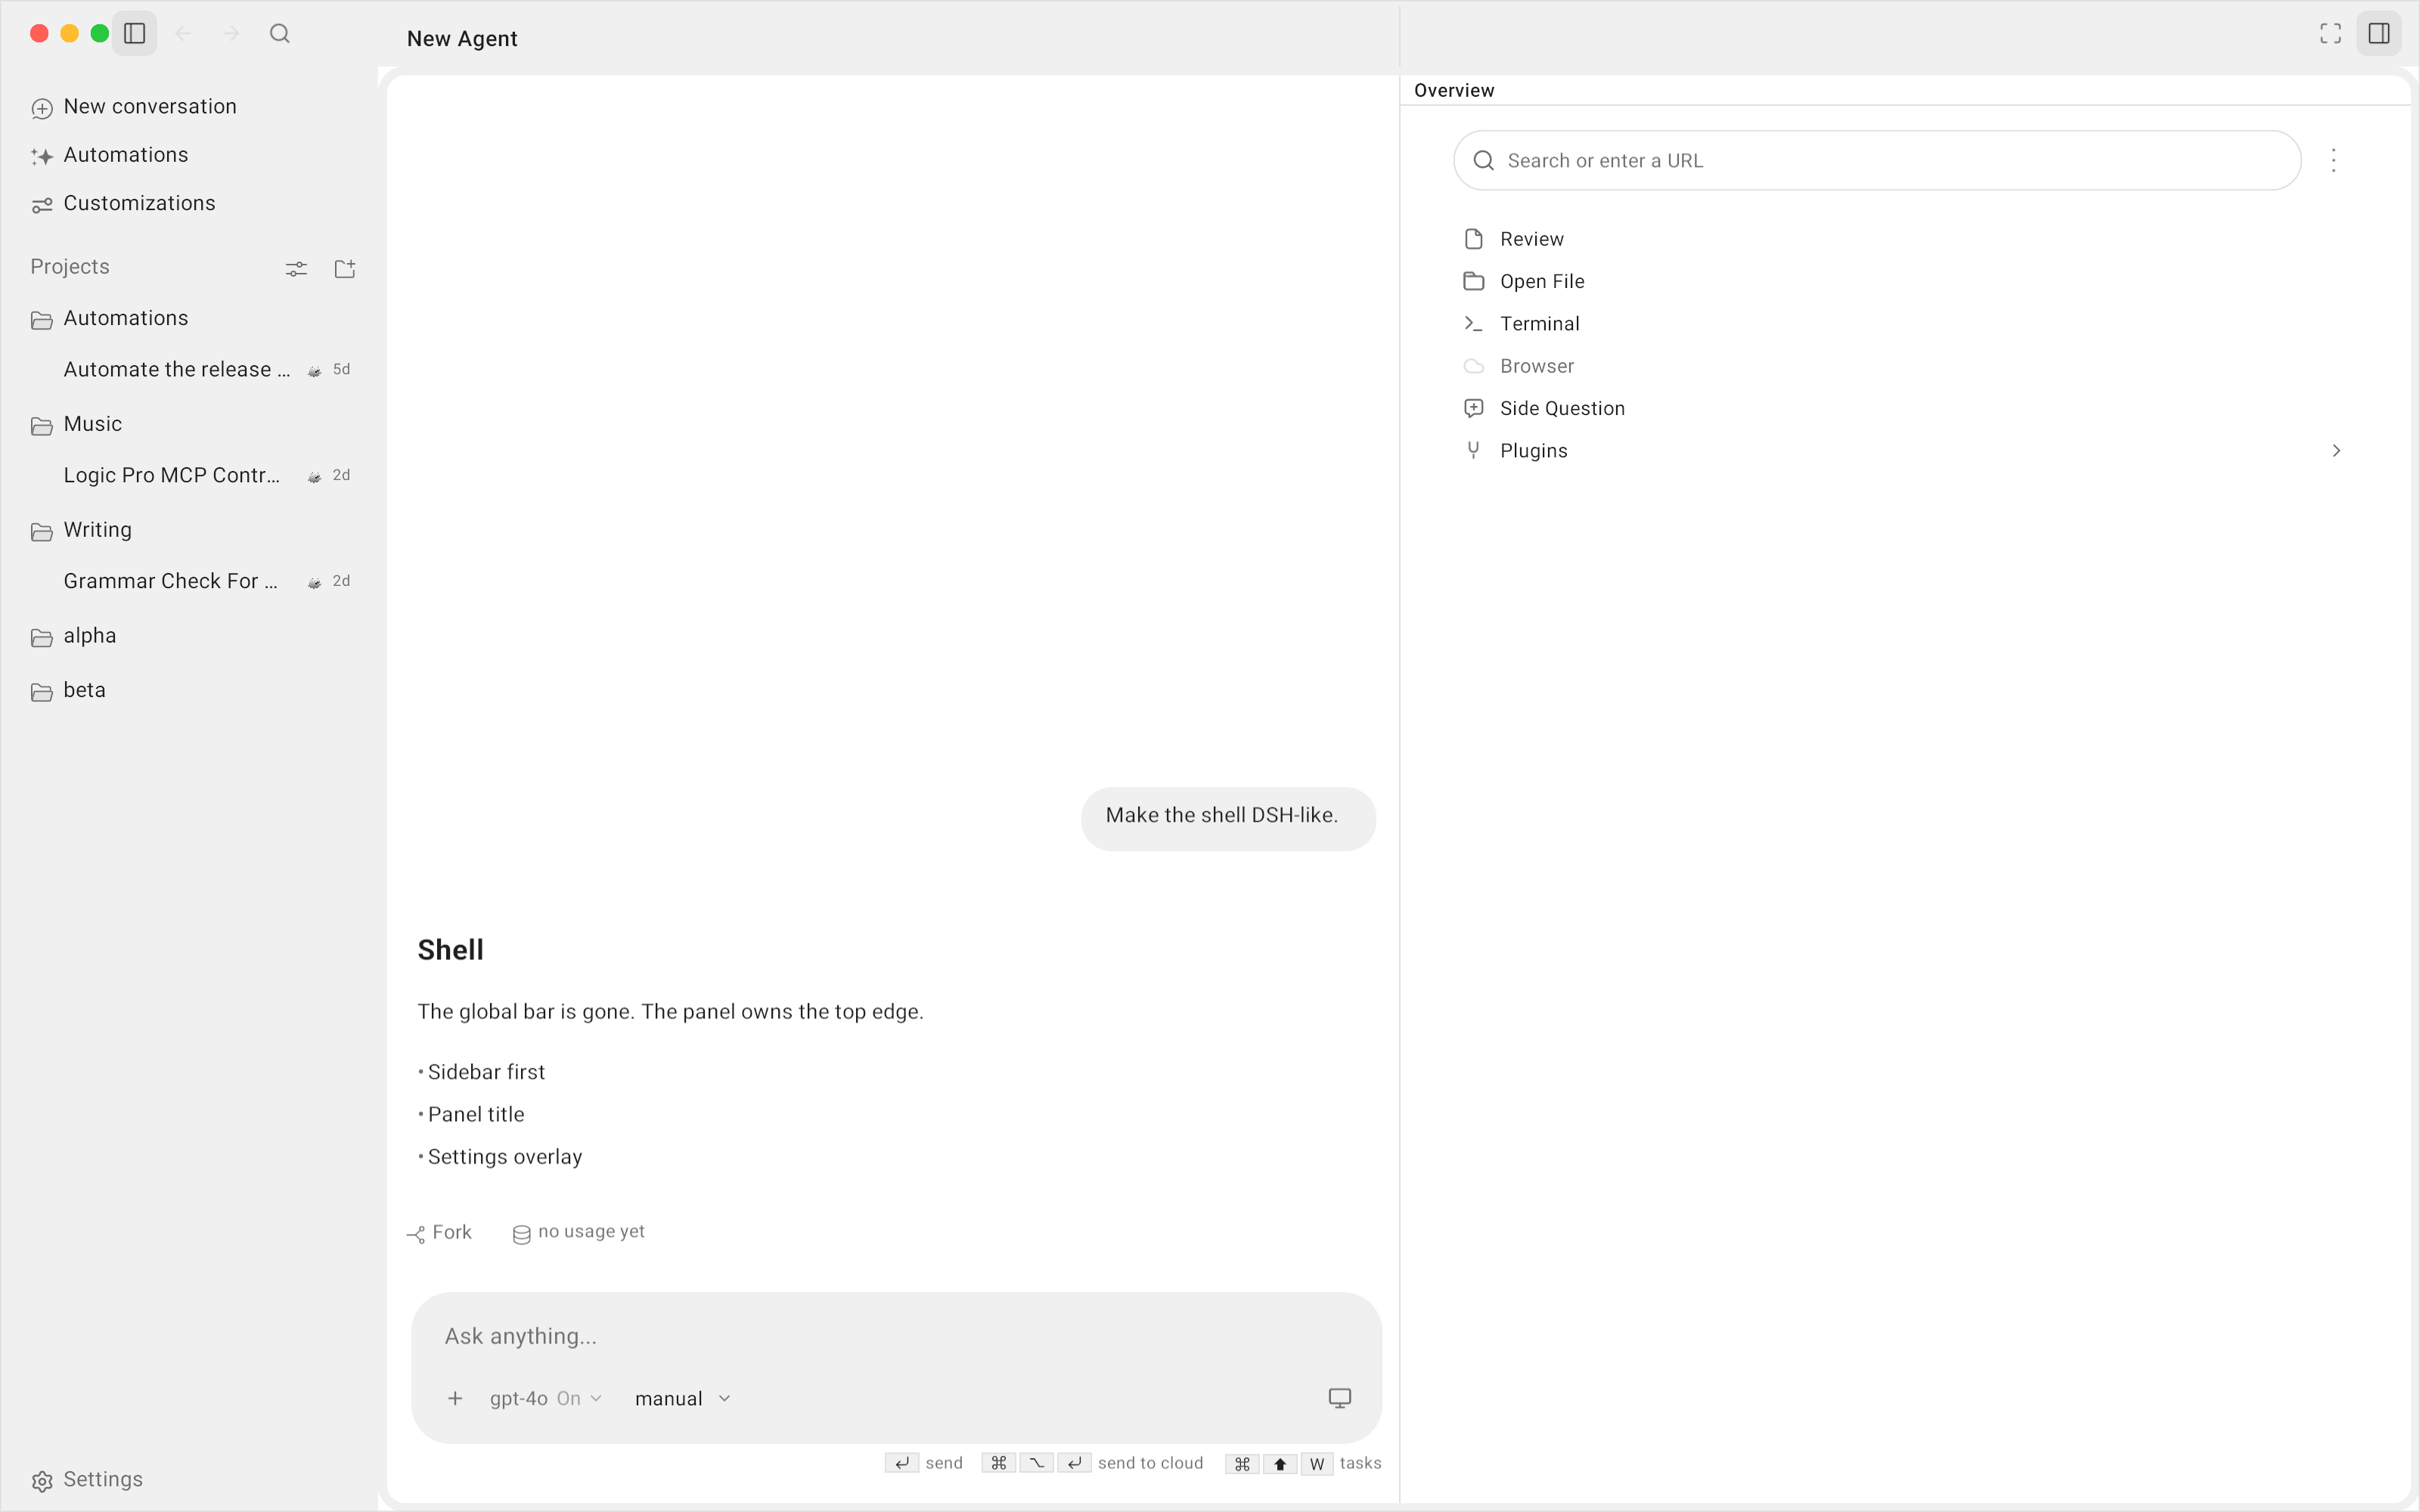 New Agent
New conversation
Automations
Customizations
Projects
Automations
Automate the release ... 5d
Music
Logic Pro MCP Contr... 2d
Writing
Grammar Check For ... 2d
alpha
beta
Settings
Make the shell DSH-like.
Shell
The global bar is gone. The panel owns the top edge.
• Sidebar first
• Panel title
• Settings overlay
Fork no usage yet
Ask anything...
gpt-4o On manual
send ⌘ ⌥ send to cloud ⌘ W tasks
Overview
Search or enter a URL
Review
Open File
Terminal
Browser
Side Question
Plugins